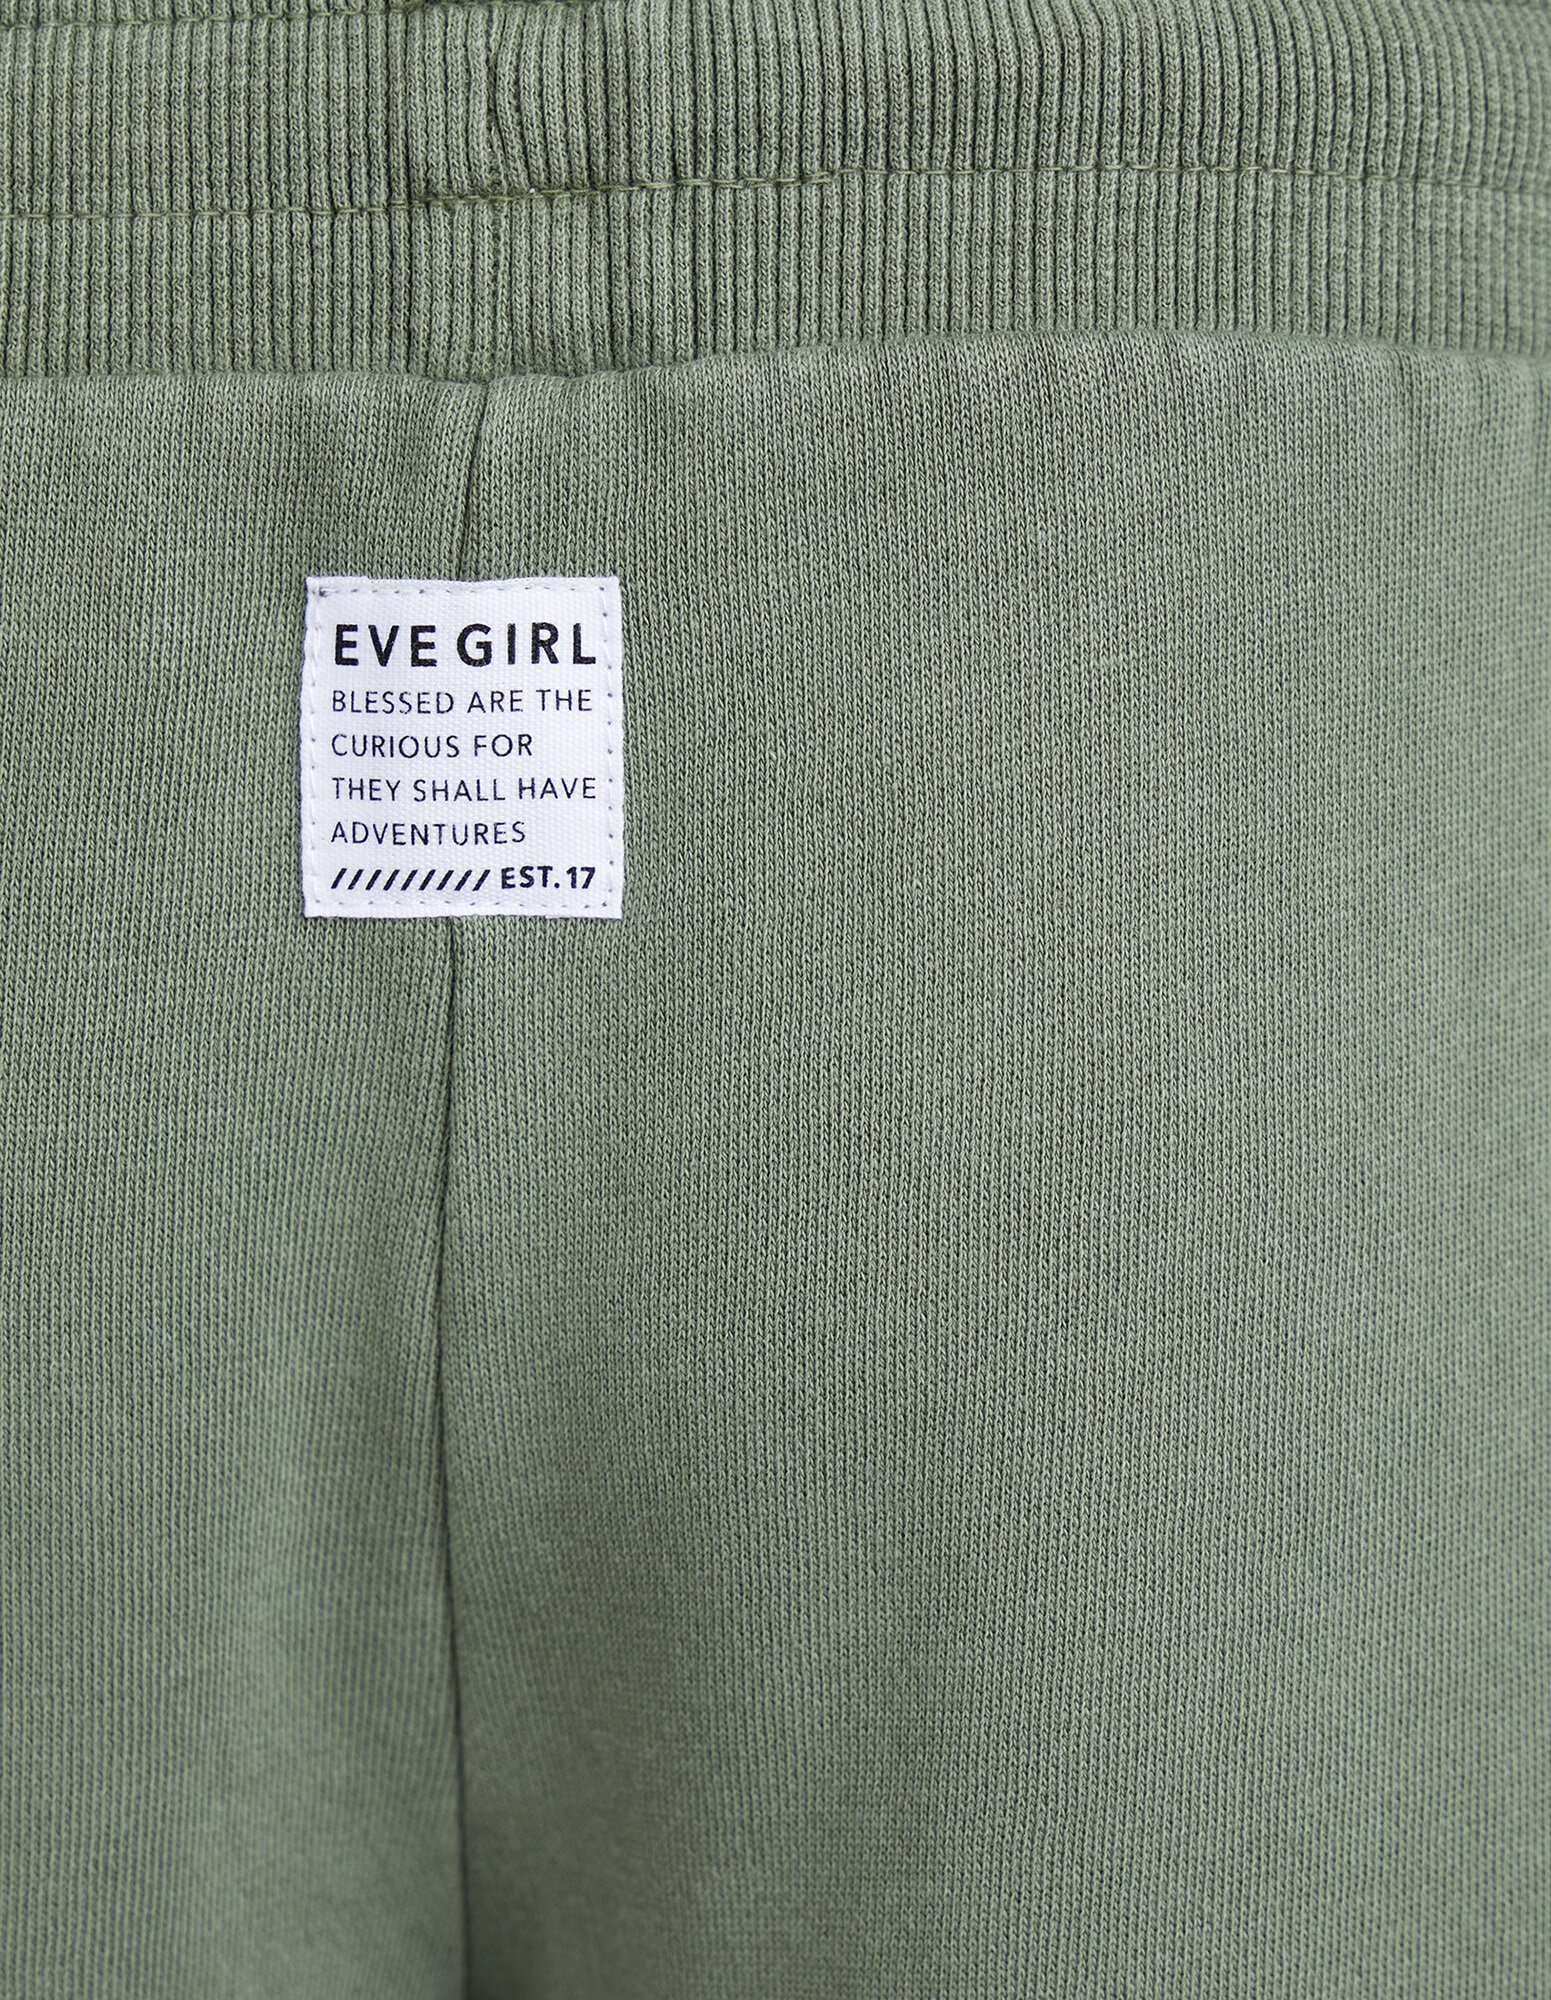 EVE GIRL
BLESSED ARE THE
CURIOUS FOR
THEY SHALL HAVE
ADVENTURES
///////// EST. 17